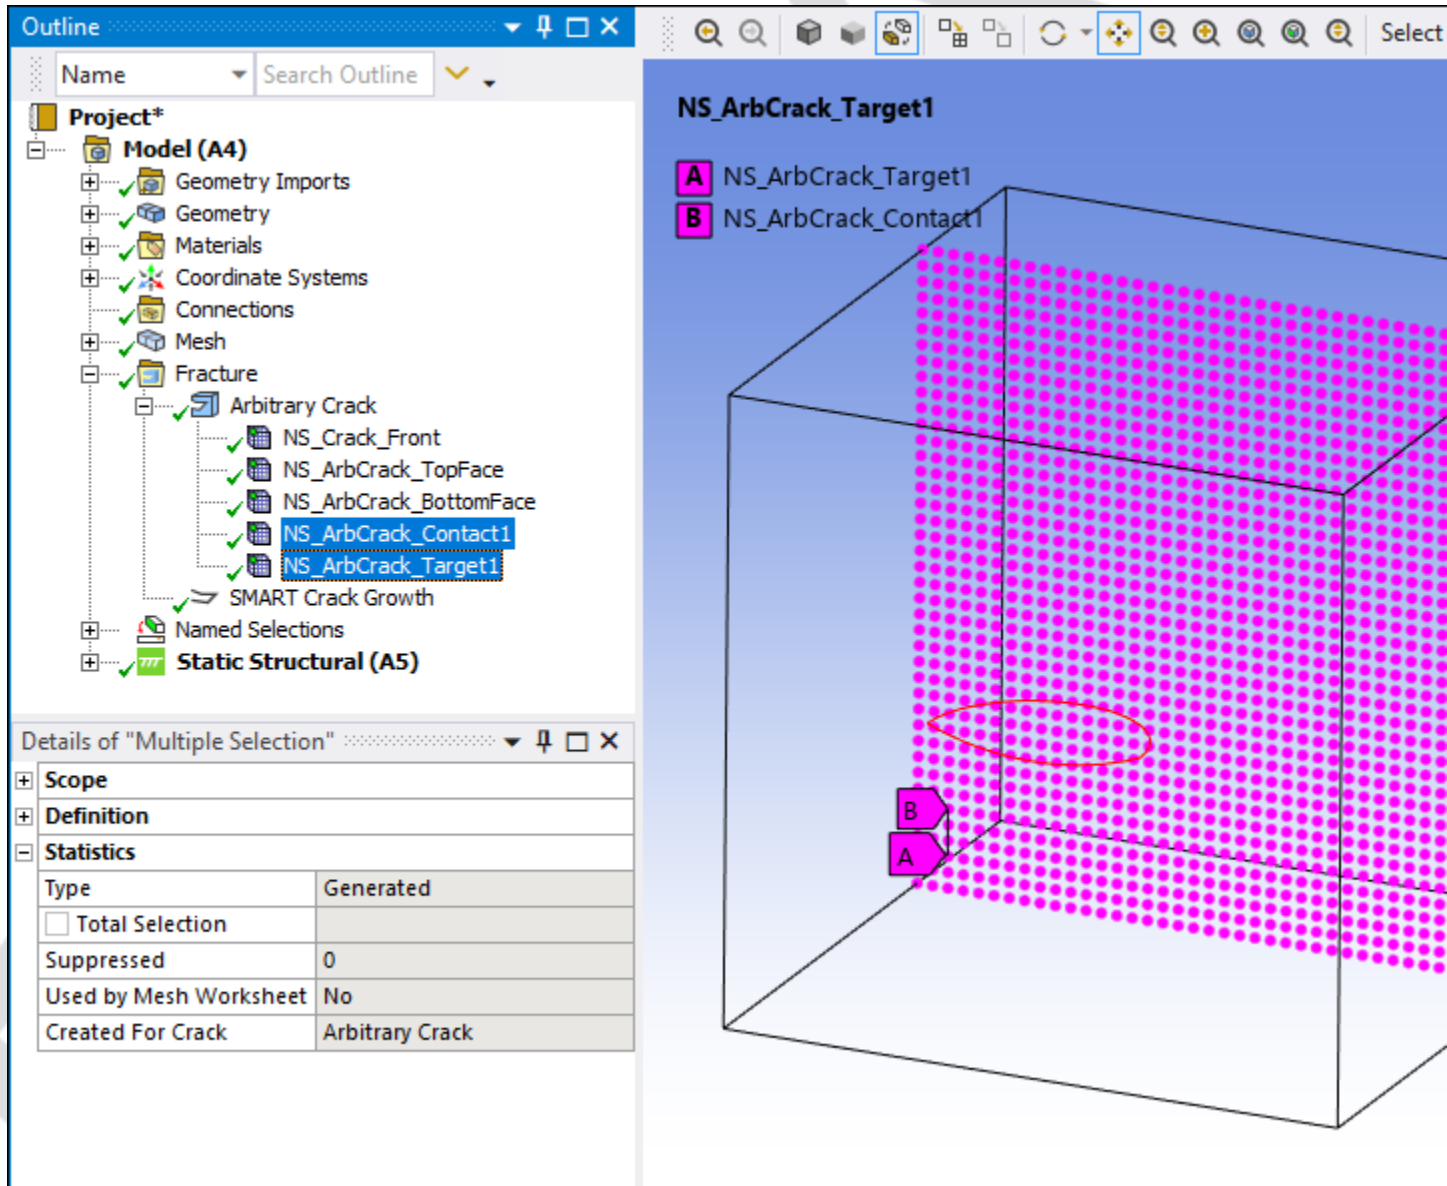 Outline
Name
Search Outline
Project*
Model (A4)
Geometry Imports
Geometry
Materials
Coordinate Systems
Connections
Mesh
Fracture
Arbitrary Crack
NS_Crack_Front
NS_ArbCrack_TopFace
NS_ArbCrack_BottomFace
NS_ArbCrack_Contact1
NS_ArbCrack_Target1
SMART Crack Growth
Named Selections
Static Structural (A5)
Details of "Multiple Selection"
Scope
Definition
Statistics
Type Generated
Total Selection
Suppressed 0
Used by Mesh Worksheet No
Created For Crack Arbitrary Crack
Select
NS_ArbCrack_Target1
A NS_ArbCrack_Target1
B NS_ArbCrack_Contact1
B
A